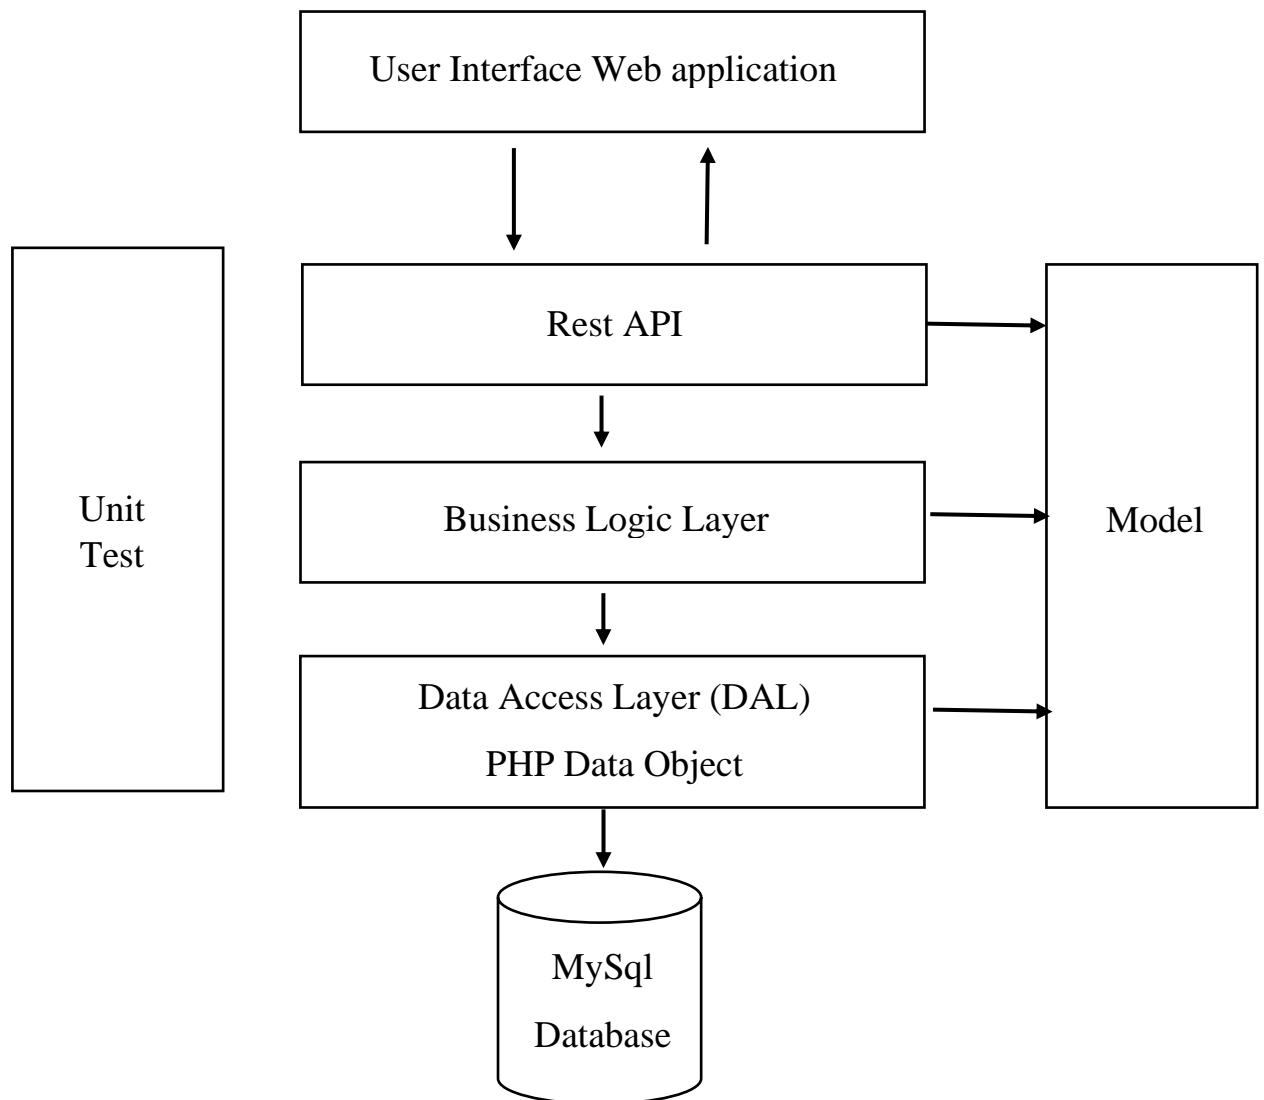 User Interface Web application
Rest API
Unit
Test
Business Logic Layer
Model
Data Access Layer (DAL)
PHP Data Object
MySql
Database